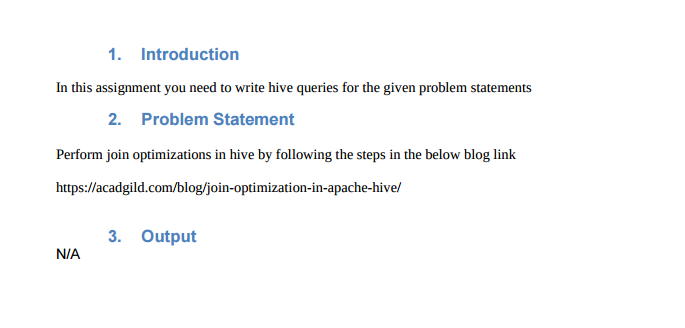 1. Introduction
In this assignment you need to write hive queries for the given problem statements
2. Problem Statement
Perform join optimizations in hive by following the steps in the below blog link
https://acadgild.com/blog/join-optimization-in-apache-hive/
3. Output
N/A